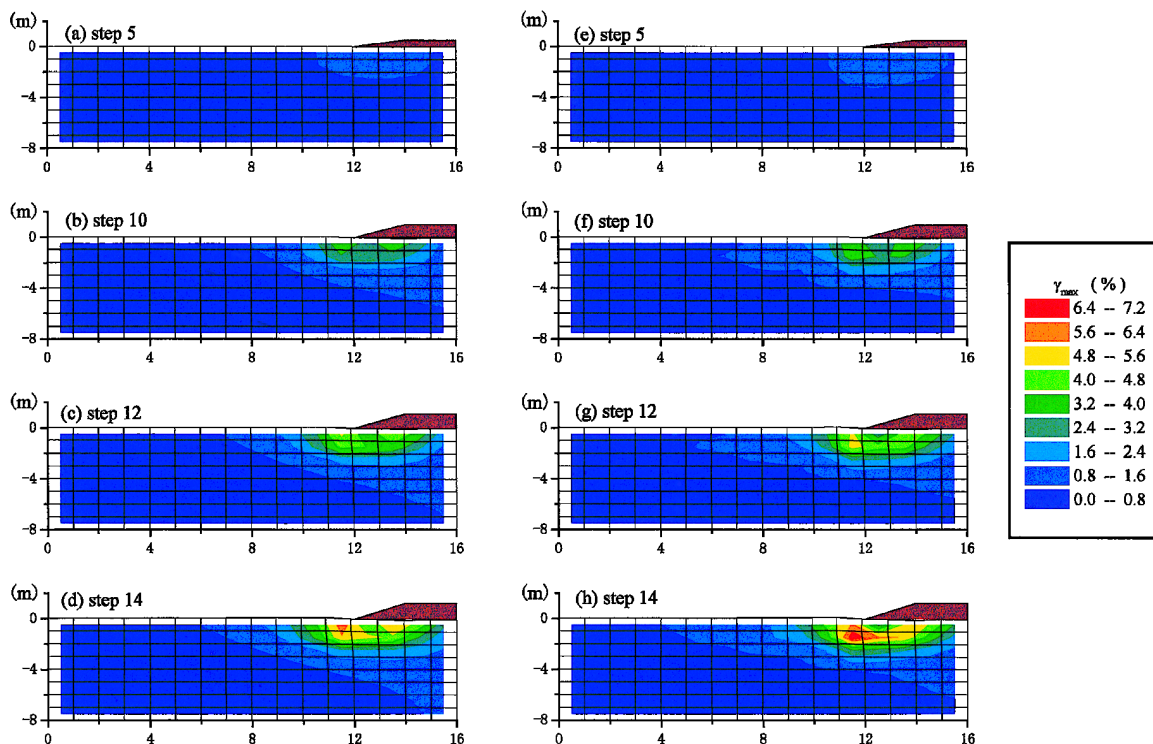 (m)
(a) step 5
0
-4
-8
0 4 8 12 16
(m)
(b) step 10
0
-4
-8
0 4 8 12 16
(m)
(c) step 12
0
-4
-8
0 4 8 12 16
(m)
(d) step 14
0
-4
-8
0 4 8 12 16
(m)
(e) step 5
0
-4
-8
0 4 8 12 16
(m)
(f) step 10
0
-4
-8
0 4 8 12 16
(m)
(g) step 12
0
-4
-8
0 4 8 12 16
(m)
(h) step 14
0
-4
-8
0 4 8 12 16
γmax (%)
6.4 -- 7.2
5.6 -- 6.4
4.8 -- 5.6
4.0 -- 4.8
3.2 -- 4.0
2.4 -- 3.2
1.6 -- 2.4
0.8 -- 1.6
0.0 -- 0.8